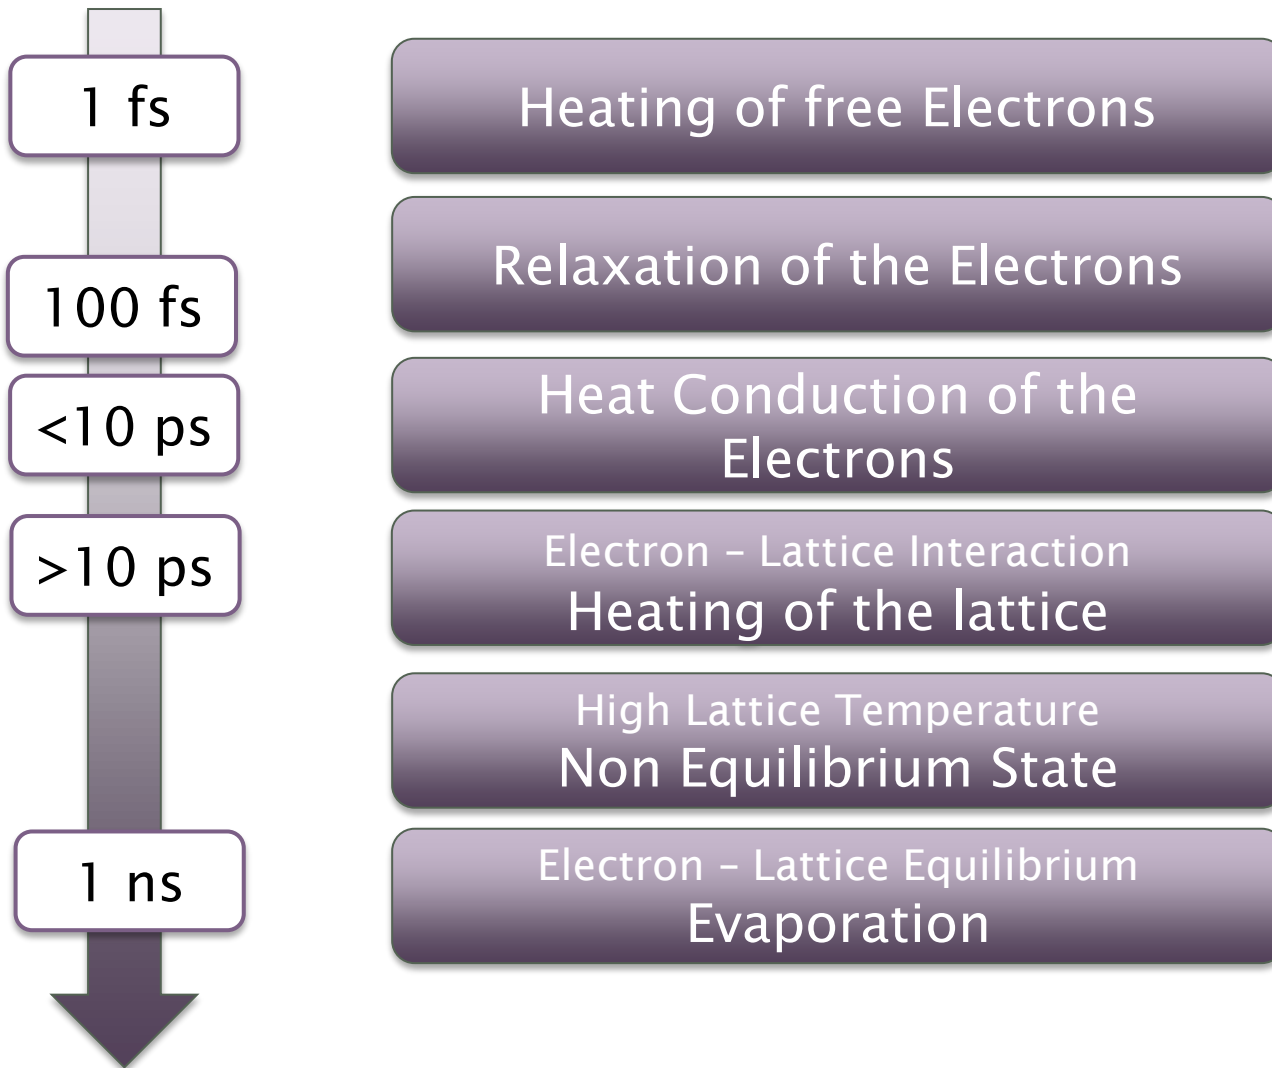 1 fs
Heating of free Electrons
Relaxation of the Electrons
100 fs
Heat Conduction of the
Electrons
<10 ps
>10 ps
Electron – Lattice Interaction
Heating of the lattice
High Lattice Temperature
Non Equilibrium State
1 ns
Electron – Lattice Equilibrium
Evaporation